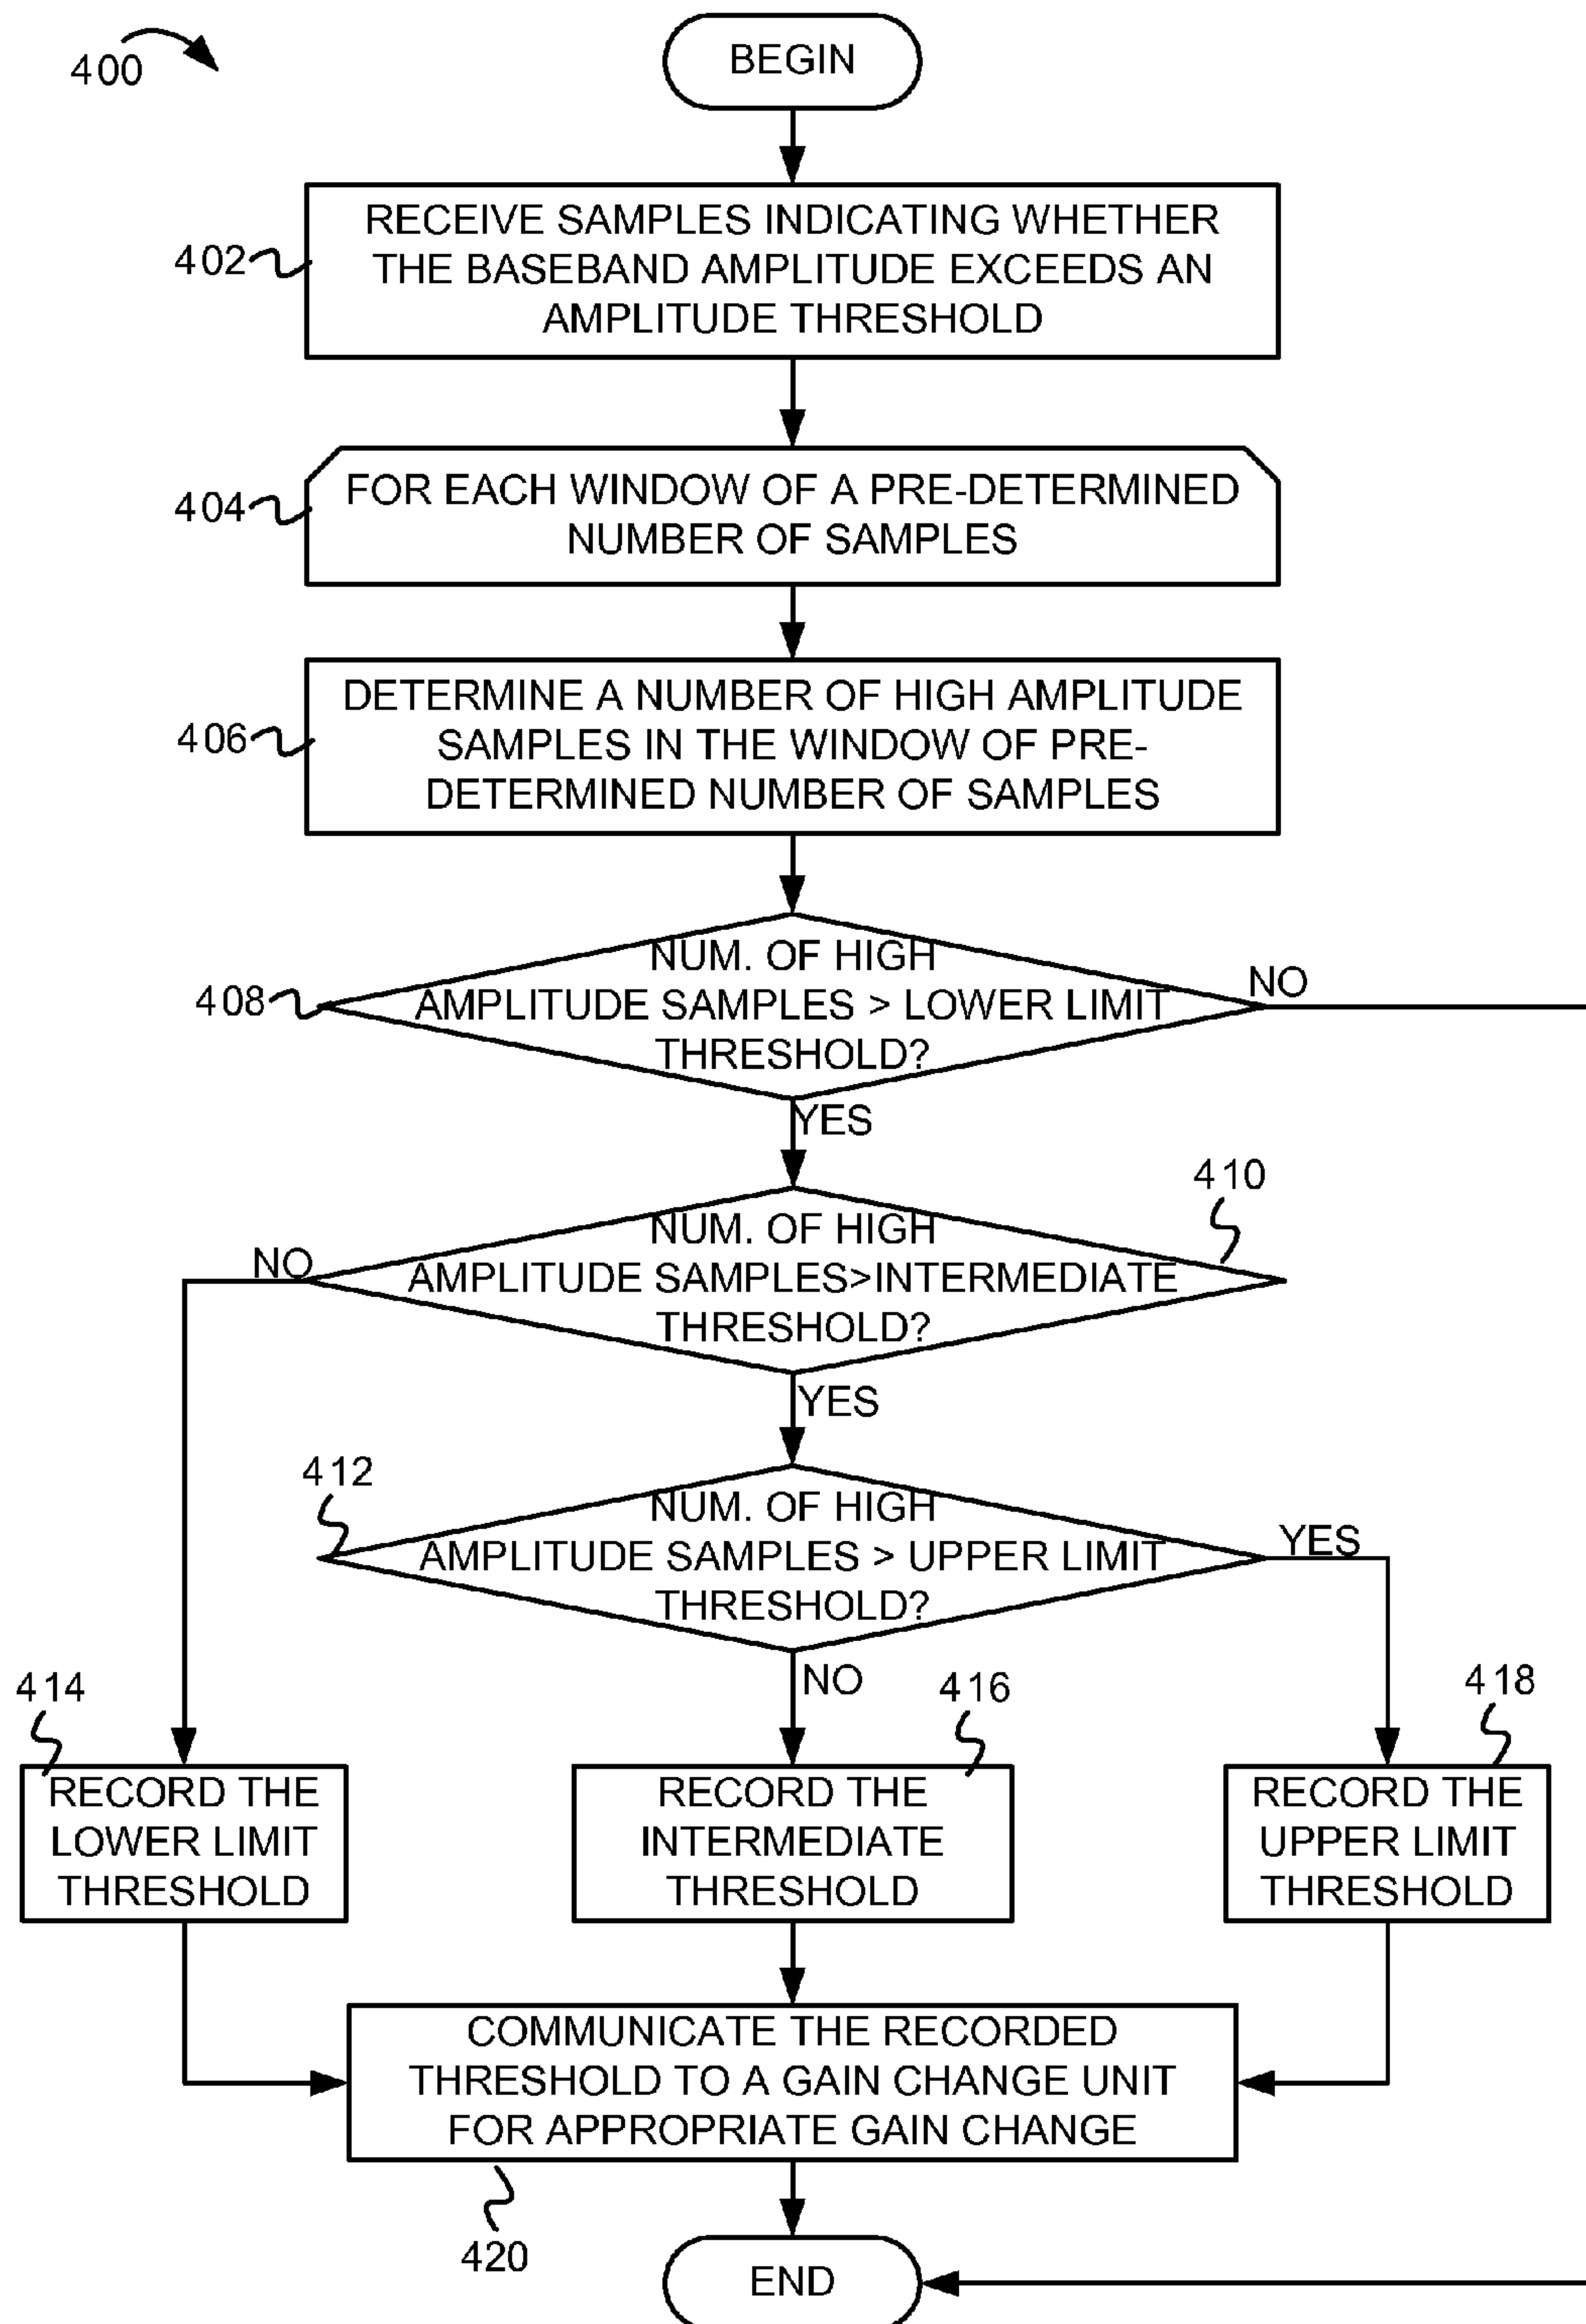 400
BEGIN
402
RECEIVE SAMPLES INDICATING WHETHER
THE BASEBAND AMPLITUDE EXCEEDS AN
AMPLITUDE THRESHOLD
404
FOR EACH WINDOW OF A PRE-DETERMINED
NUMBER OF SAMPLES
406
DETERMINE A NUMBER OF HIGH AMPLITUDE
SAMPLES IN THE WINDOW OF PRE-
DETERMINED NUMBER OF SAMPLES
408
NUM. OF HIGH
AMPLITUDE SAMPLES > LOWER LIMIT
THRESHOLD?
NO
YES
410
NUM. OF HIGH
AMPLITUDE SAMPLES>INTERMEDIATE
THRESHOLD?
NO
YES
412
NUM. OF HIGH
AMPLITUDE SAMPLES > UPPER LIMIT
THRESHOLD?
YES
NO
414
RECORD THE
LOWER LIMIT
THRESHOLD
416
RECORD THE
INTERMEDIATE
THRESHOLD
418
RECORD THE
UPPER LIMIT
THRESHOLD
COMMUNICATE THE RECORDED
THRESHOLD TO A GAIN CHANGE UNIT
FOR APPROPRIATE GAIN CHANGE
420
END